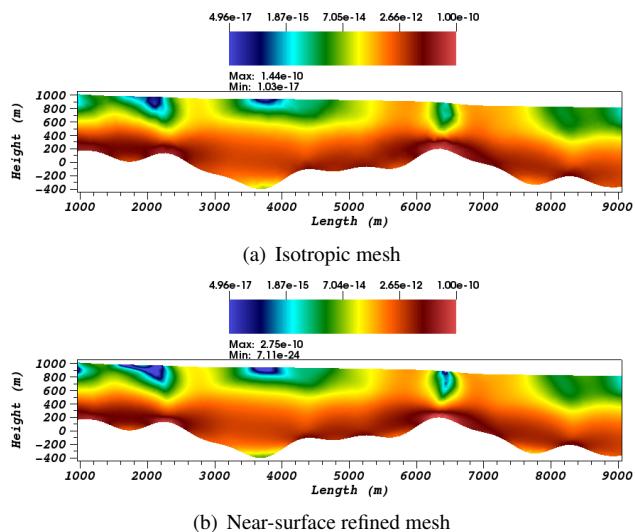 4.96e-17 1.87e-15 7.04e-14 2.66e-12 1.00e-10
Max: 1.44e-10
Min: 1.03e-17
1000
800
600
400
200
0
-200
-400
Height (m)
1000 2000 3000 4000 5000 6000 7000 8000 9000
Length (m)
(a) Isotropic mesh
4.96e-17 1.87e-15 7.04e-14 2.65e-12 1.00e-10
Max: 2.75e-10
Min: 7.11e-24
1000
800
600
400
200
0
-200
-400
Height (m)
1000 2000 3000 4000 5000 6000 7000 8000 9000
Length (m)
(b) Near-surface refined mesh